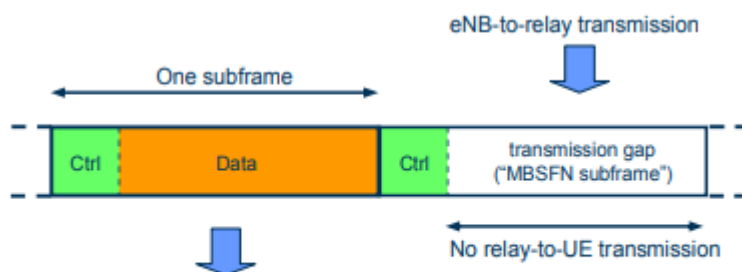 eNB-to-relay transmission
One subframe
Ctrl
Data
Ctrl
transmission gap
(“MBSFN subframe”)
No relay-to-UE transmission